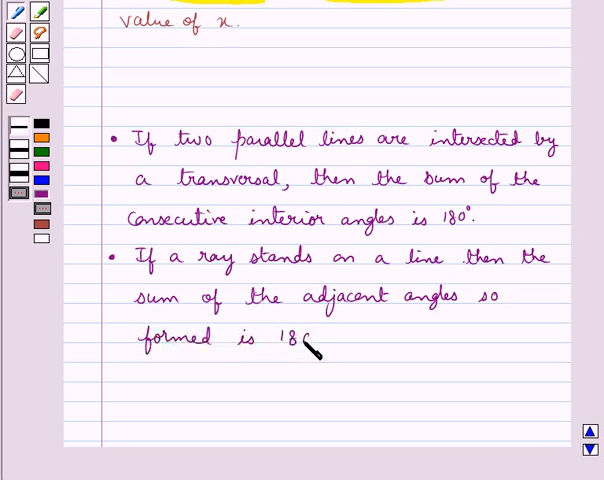 value of x.
• If two parallel lines are intersected by
a transversal, then the sum of the
consecutive interior angles is 180°.
• If a ray stands on a line then the
sum of the adjacent angles so
formed is 18